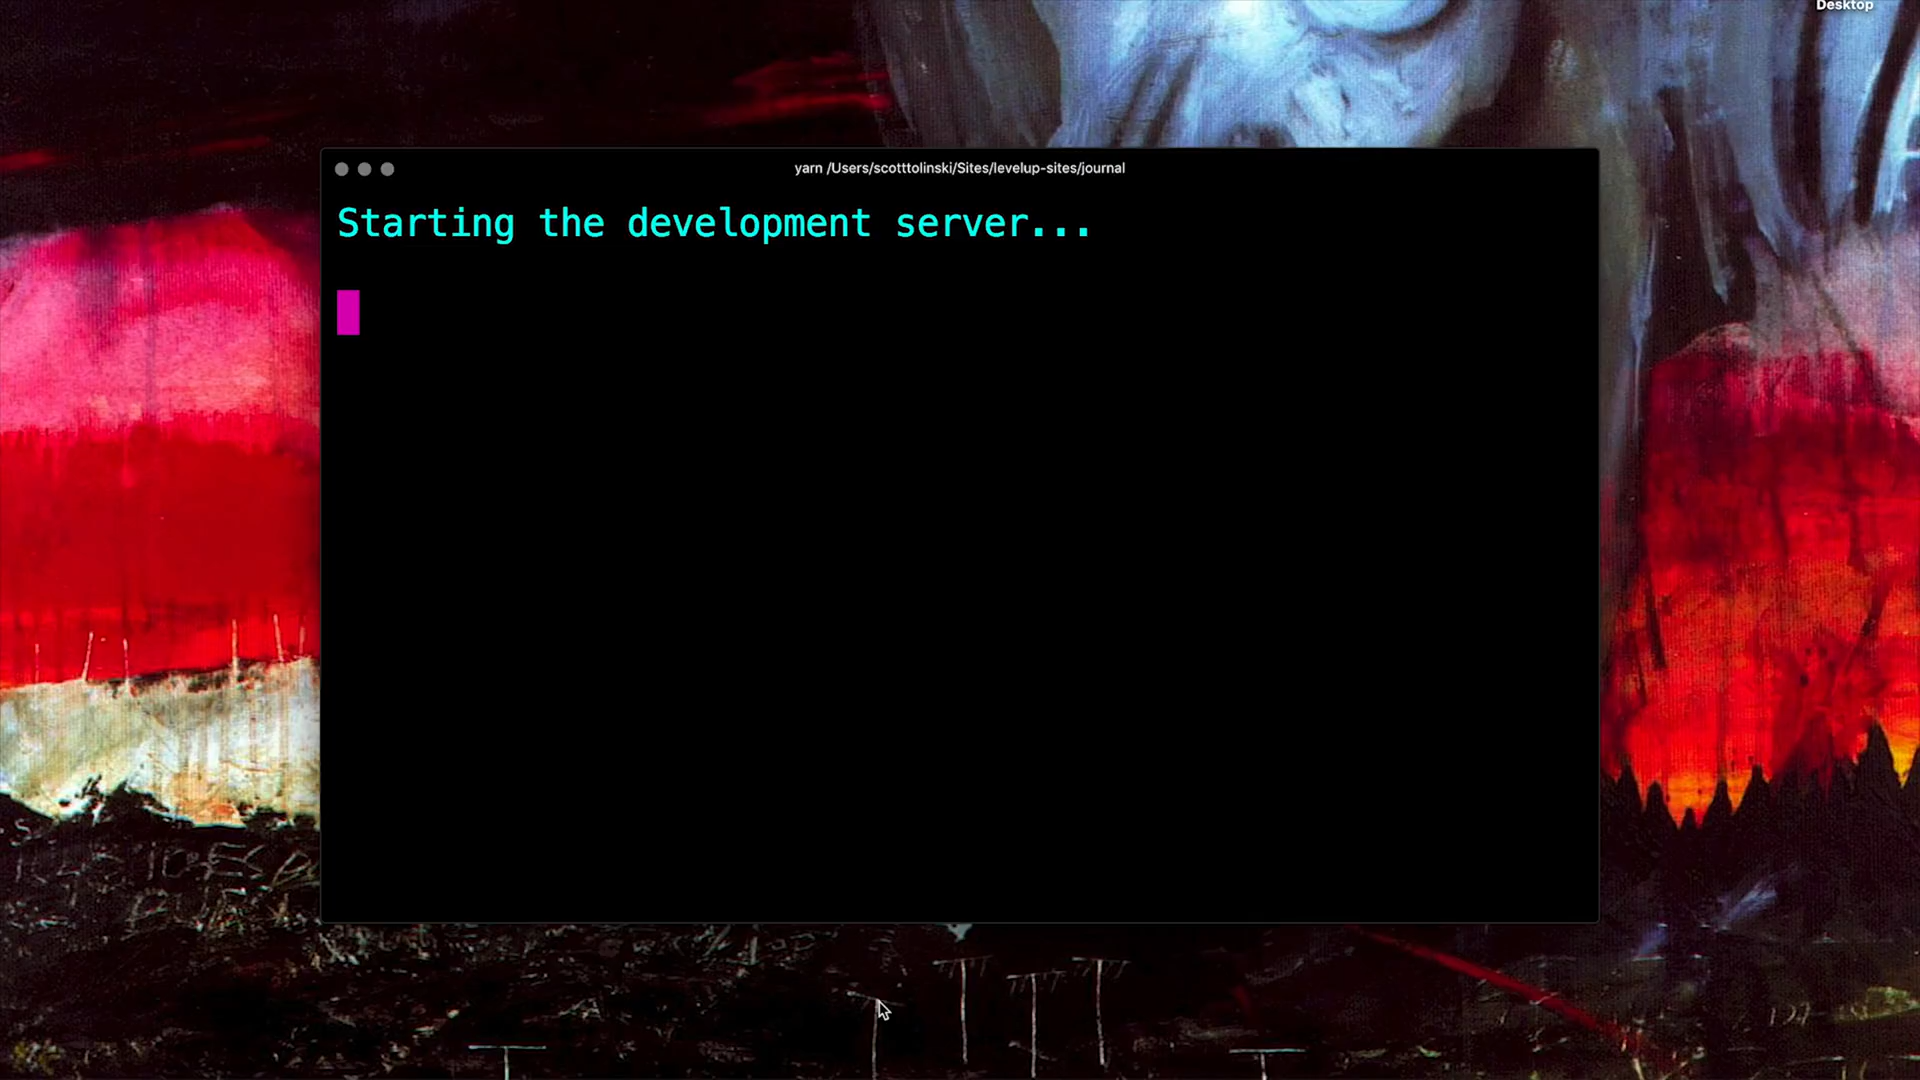 Desktop
yarn /Users/scotttolinski/Sites/levelup-sites/journal
Starting the development server...